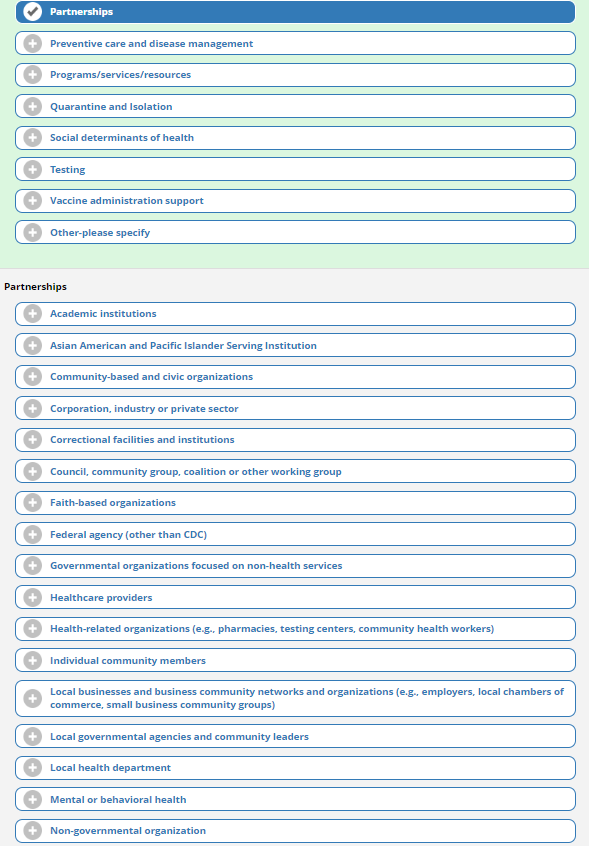 Partnerships
Preventive care and disease management
Programs/services/resources
Quarantine and Isolation
Social determinants of health
Testing
Vaccine administration support
Other-please specify
Partnerships
Academic institutions
Asian American and Pacific Islander Serving Institution
Community-based and civic organizations
Corporation, industry or private sector
Correctional facilities and institutions
Council, community group, coalition or other working group
Faith-based organizations
Federal agency (other than CDC)
Governmental organizations focused on non-health services
Healthcare providers
Health-related organizations (e.g., pharmacies, testing centers, community health workers)
Individual community members
Local businesses and business community networks and organizations (e.g., employers, local chambers of
commerce, small business community groups)
Local governmental agencies and community leaders
Local health department
Mental or behavioral health
Non-governmental organization